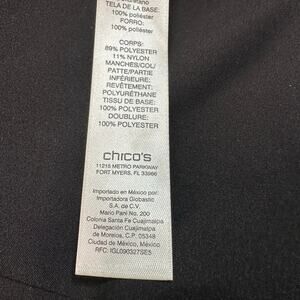 TELA DE LA BASE:
100% poliéster
FORRO:
100% poliéster
CORPS:
89% POLYESTER
11% NYLON
MANCHES/COL/
PATTE/PARTIE
INFÉRIEURE:
REVÊTEMENT:
POLYURÉTHANE
TISSU DE BASE:
100% POLYESTER
DOUBLURE:
100% POLYESTER
chico's
11215 METRO PARKWAY
FORT MYERS, FL 33966
Importado en México por:
Importadora Globastic
S.A. de C.V.
Mario Pani No. 200
Colonia Santa Fe Cuajimalpa
Delegación Cuajimalpa
de Morelos, C.P. 05348
Ciudad de México, México
RFC: IGL090327SE5